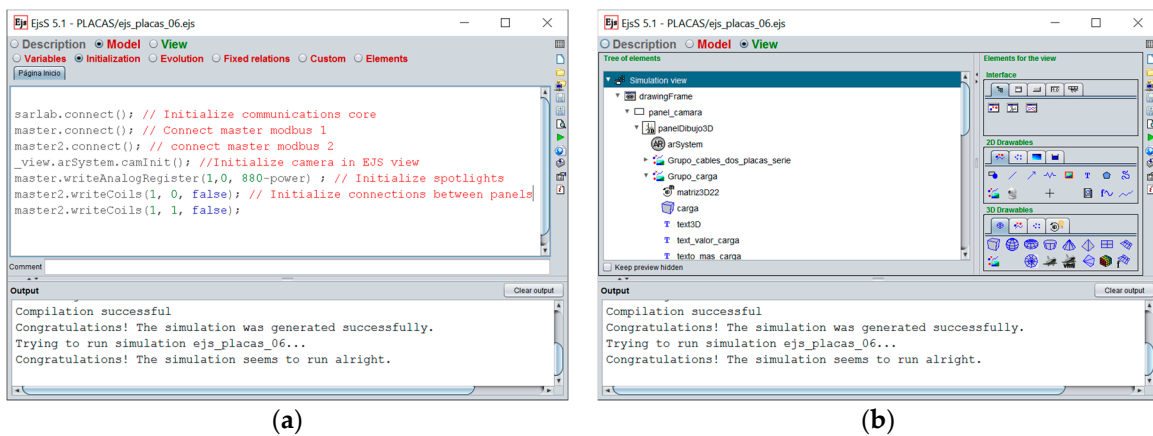 EjsS 5.1 - PLACAS/ejs_placas_06.ejs
Description Model View
Variables Initialization Evolution Fixed relations Custom Elements
Página Inicio
sarlab.connect(); // Initialize communications core
master.connect(); // Connect master modbus 1
master2.connect(); // connect master modbus 2
_view.arSystem.camInit(); //Initialize camera in EJS view
master.writeAnalogRegister(1,0, 880-power) ; // Initialize spotlights
master2.writeCoils(1, 0, false); // Initialize connections between panels
master2.writeCoils(1, 1, false);
Comment
Output Clear output
Compilation successful
Congratulations! The simulation was generated successfully.
Trying to run simulation ejs_placas_06...
Congratulations! The simulation seems to run alright.
(a)
EjsS 5.1 - PLACAS/ejs_placas_06.ejs
Description Model View
Tree of elements
Simulation view
drawingFrame
panel_camara
panelDibujo3D
AR arSystem
Grupo_cables_dos_placas_serie
Grupo_carga
matriz3D22
carga
T text3D
T text_valor_carga
T texto_mas_carga
Keep preview hidden
Elements for the view
Interface
2D Drawables
3D Drawables
Output Clear output
Compilation successful
Congratulations! The simulation was generated successfully.
Trying to run simulation ejs_placas_06...
Congratulations! The simulation seems to run alright.
(b)